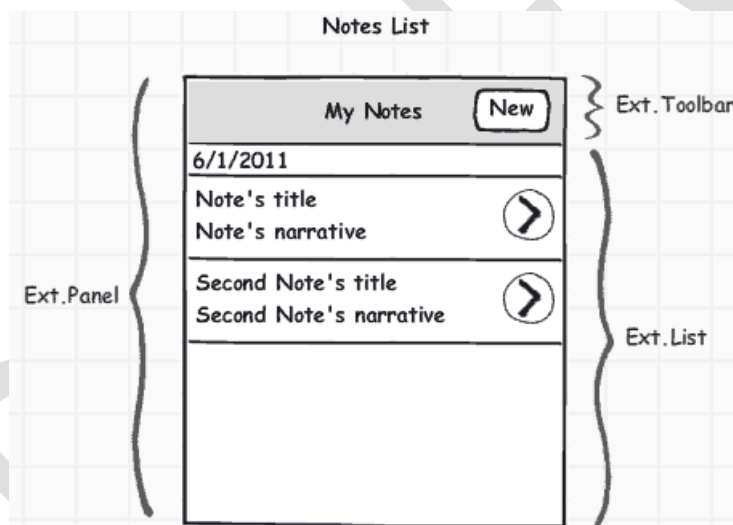 Notes List
My Notes
New
Ext.Toolbar
6/1/2011
Note's title
Note's narrative
Second Note's title
Second Note's narrative
Ext.Panel
Ext.List